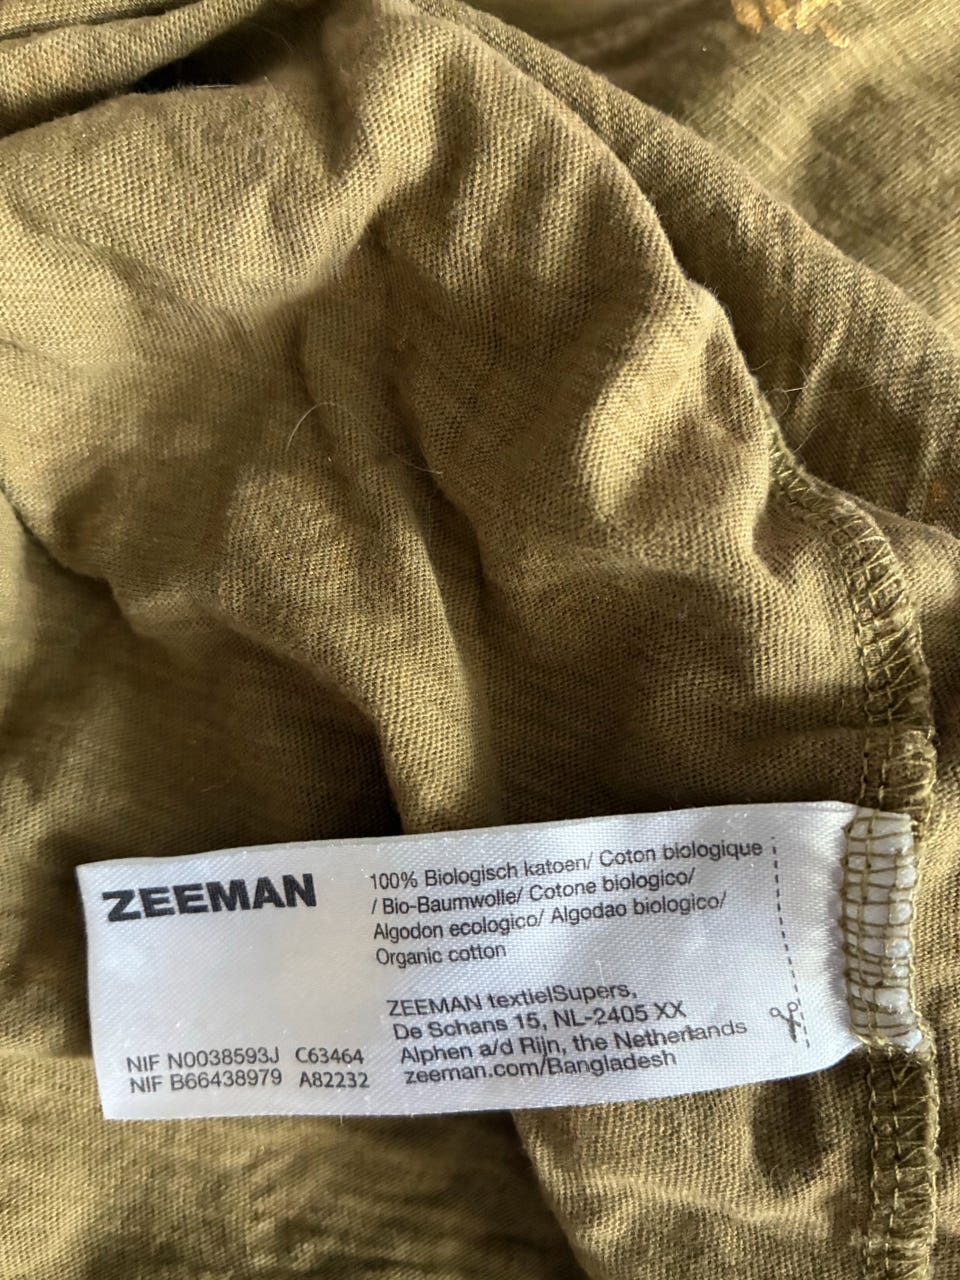 ZEEMAN
100% Biologisch katoen/ Coton biologique
/ Bio-Baumwolle/ Cotone biologico/
Algodon ecologico/ Algodao biologico/
Organic cotton
ZEEMAN textielSupers,
De Schans 15, NL-2405 XX
Alphen a/d Rijn, the Netherlands
zeeman.com/Bangladesh
NIF N0038593J C63464
NIF B66438979 A82232